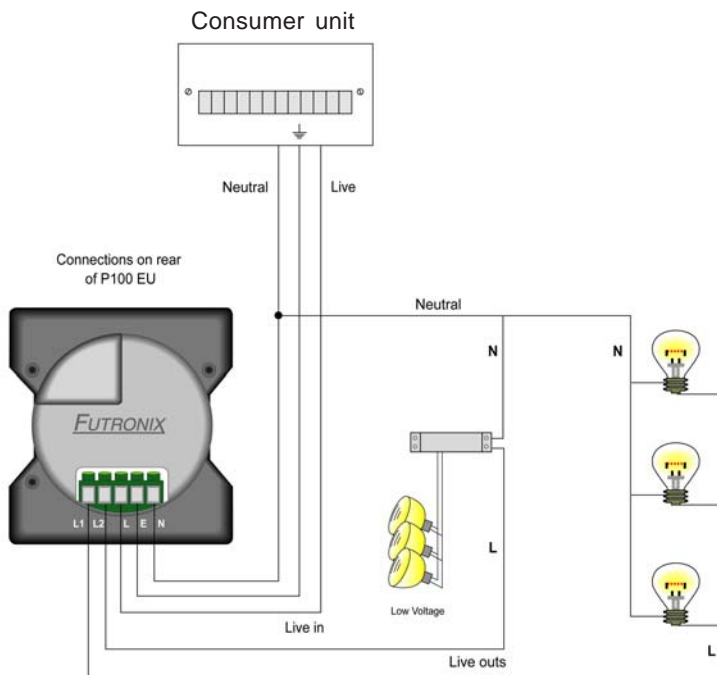 Consumer unit
Neutral
Live
Connections on rear
of P100 EU
Neutral
N
N
FUTRONIX
L1 L2 L E N
L
Low Voltage
Live in
L
Live outs